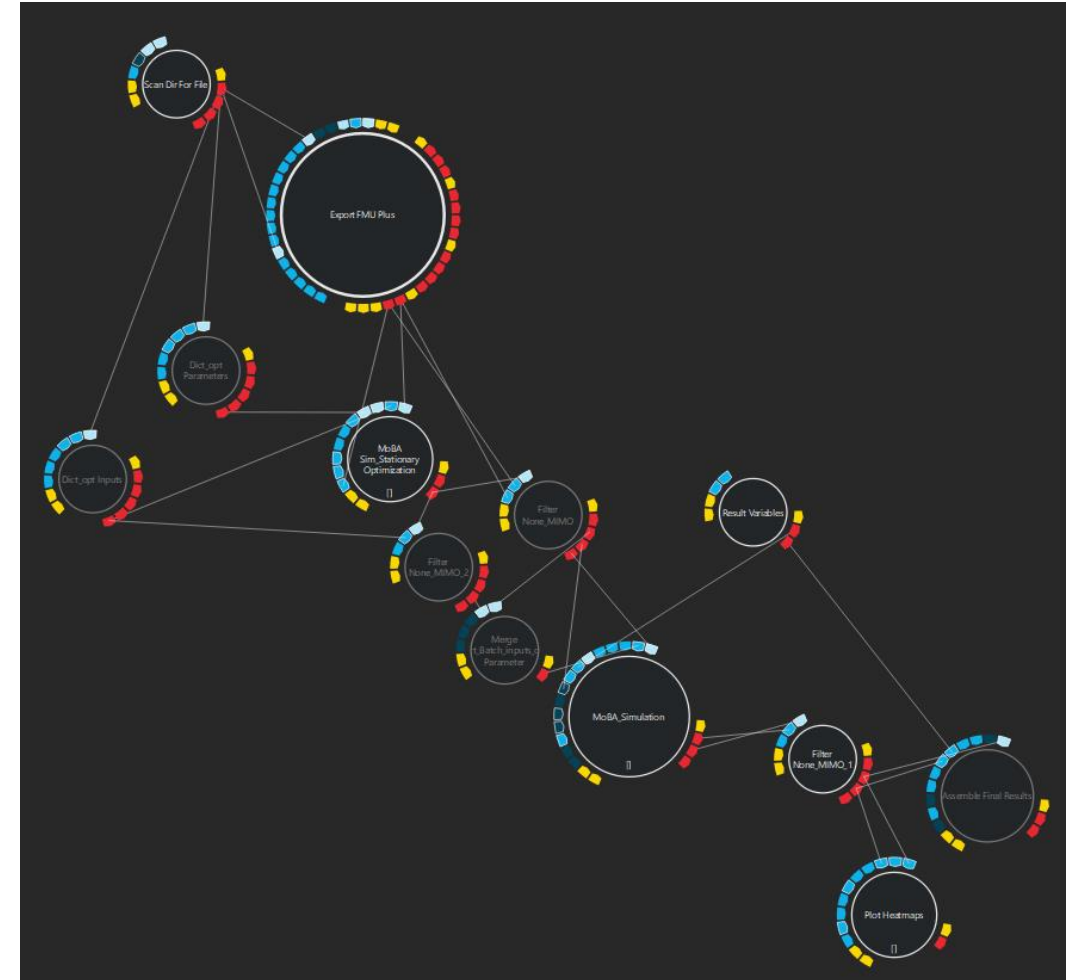 Scan Dir For File
Export FMU Plus
Dict_opt
Parameters
Dict_opt Inputs
MoBA
Sim_Stationary
Optimization
[]
Filter
None_MIMO
Result Variables
Filter
None_MIMO_2
Merge
t_Batch_inputs_o
Parameter
MoBA_Simulation
[]
Filter
None_MIMO_1
Assemble Final Results
Plot Heatmaps
[]